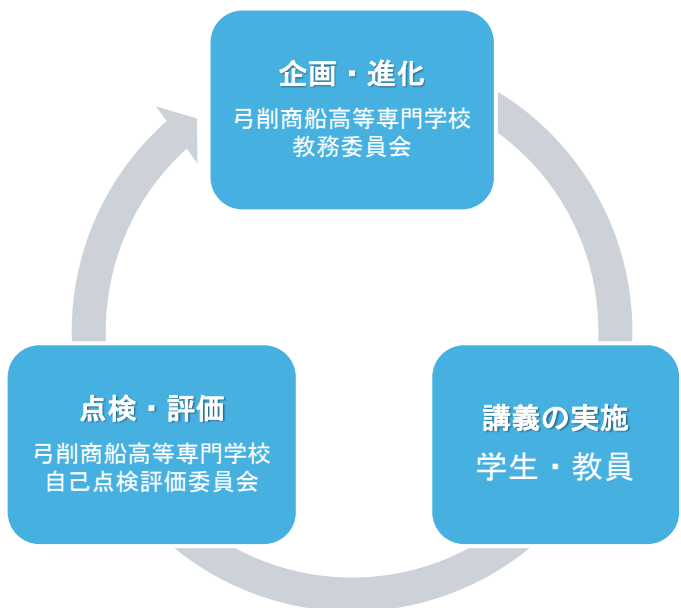 企画・進化
弓削商船高等専門学校
教務委員会
点検・評価
弓削商船高等専門学校
自己点検評価委員会
講義の実施
学生・教員